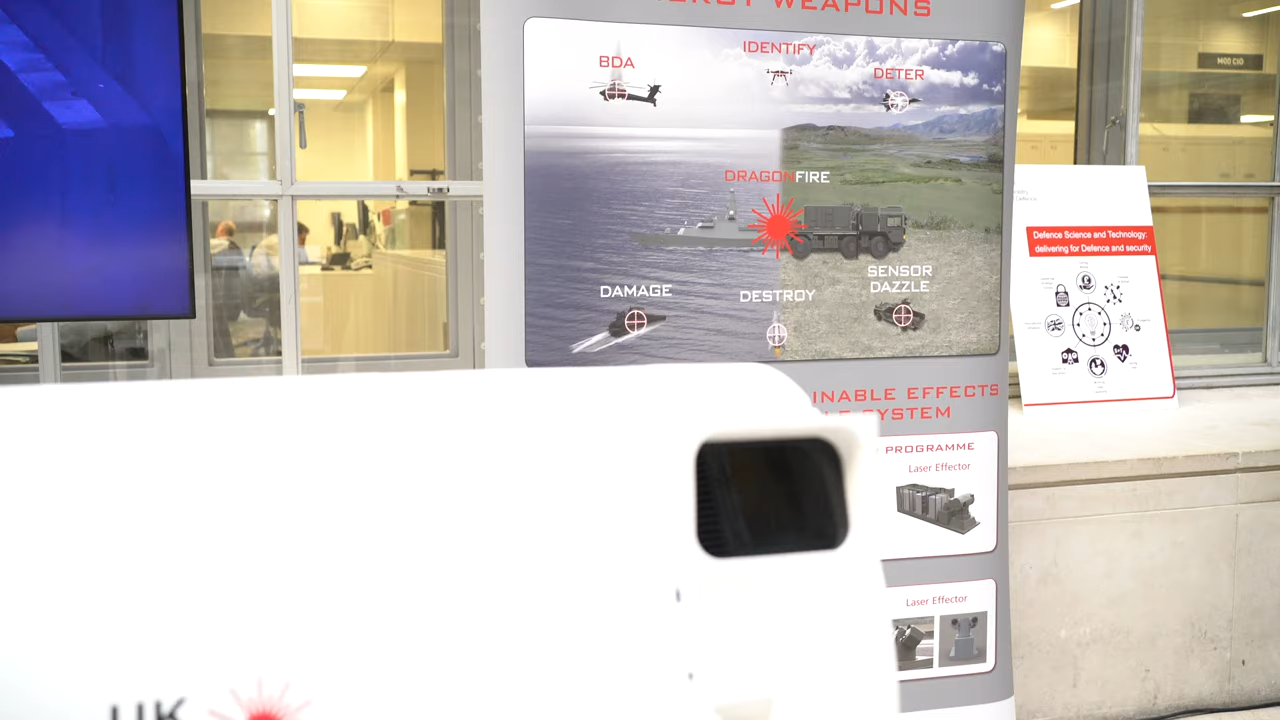 WEAPONS
BDA
IDENTIFY
DETER
DRAGONFIRE
DAMAGE
DESTROY
SENSOR
DAZZLE
INABLE EFFECTS
SYSTEM
PROGRAMME
Laser Effector
Laser Effector
UK
MOD CIO
Defence Science and Technology:
delivering for Defence and security